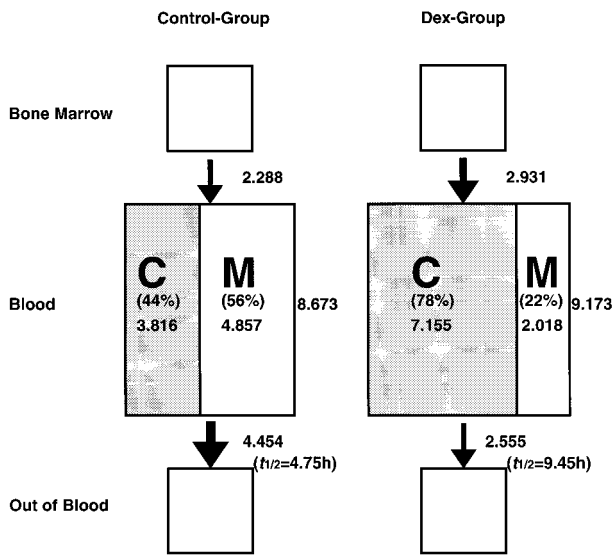 Control-Group Dex-Group
Bone Marrow
2.288 2.931
C M C M
(44%) (56%) (78%) (22%)
Blood 8.673 9.173
3.816 4.857 7.155 2.018
4.454 2.555
(t1/2=4.75h) (t1/2=9.45h)
Out of Blood